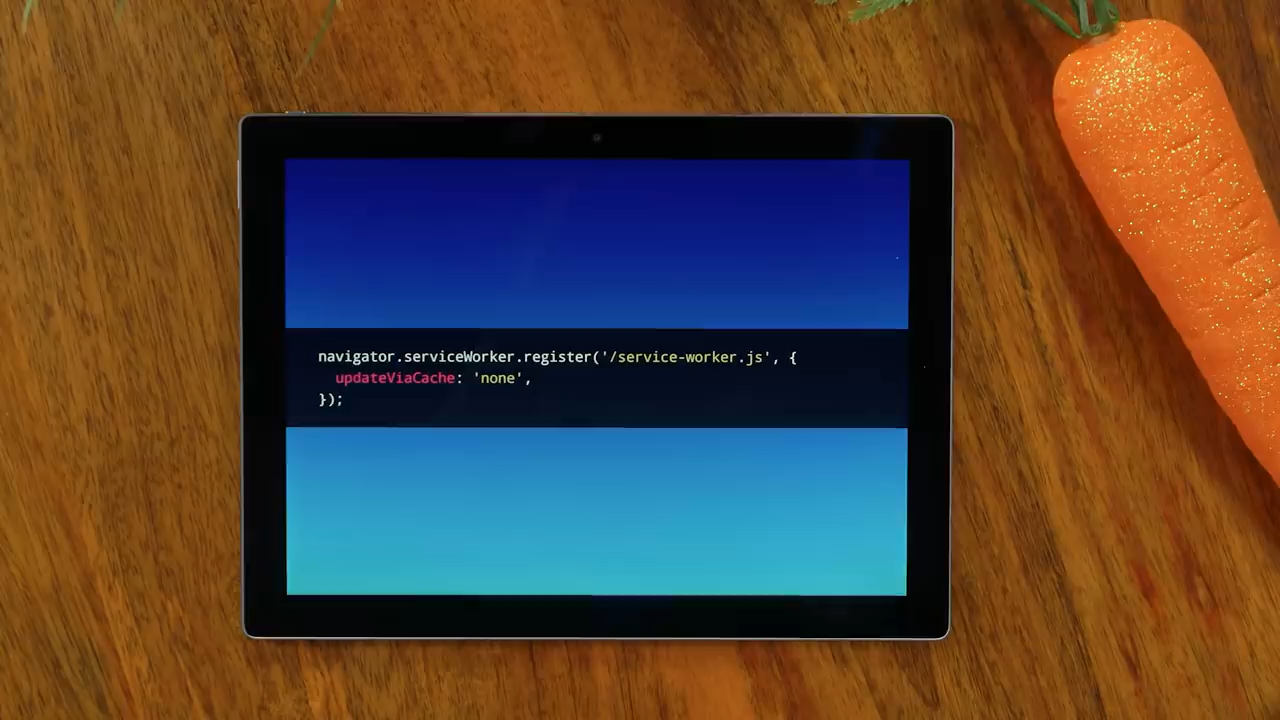 navigator.serviceWorker.register('/service-worker.js', {
  updateViaCache: 'none',
});